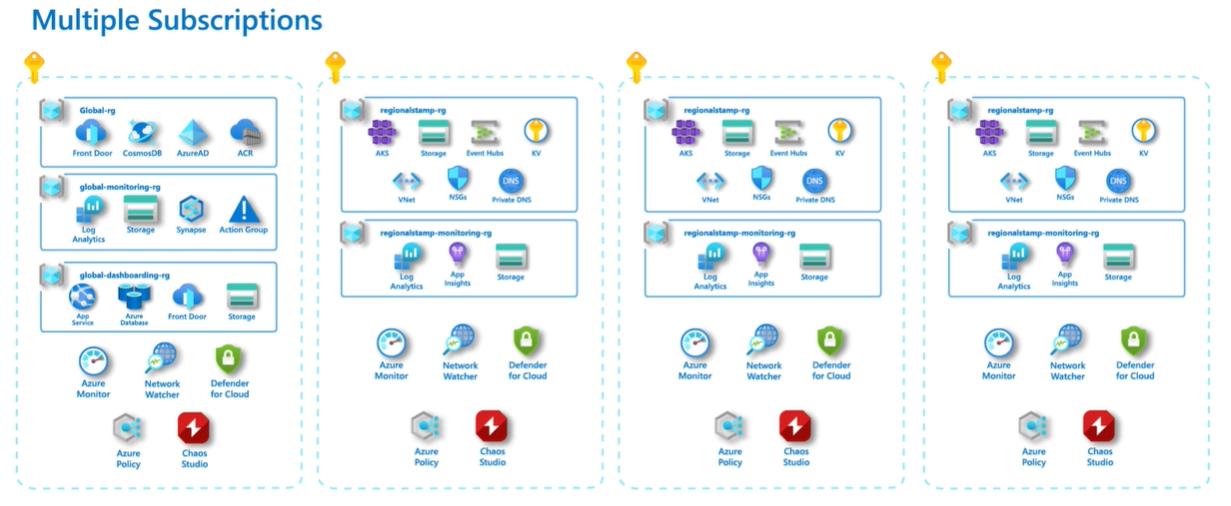 Multiple Subscriptions
Global-rg
Front Door
CosmosDB
AzureAD
ACR
global-monitoring-rg
Log
Analytics
Storage
Synapse
Action Group
global-dashboarding-rg
App
Service
Azure
Database
Front Door
Storage
Azure
Monitor
Network
Watcher
Defender
for Cloud
Azure
Policy
Chaos
Studio
regionalstamp-rg
AKS
Storage
Event Hubs
KV
VNet
NSGs
DNS
Private DNS
regionalstamp-monitoring-rg
Log
Analytics
App
Insights
Storage
Azure
Monitor
Network
Watcher
Defender
for Cloud
Azure
Policy
Chaos
Studio
regionalstamp-rg
AKS
Storage
Event Hubs
KV
VNet
NSGs
DNS
Private DNS
regionalstamp-monitoring-rg
Log
Analytics
App
Insights
Storage
Azure
Monitor
Network
Watcher
Defender
for Cloud
Azure
Policy
Chaos
Studio
regionalstamp-rg
AKS
Storage
Event Hubs
KV
VNet
NSGs
DNS
Private DNS
regionalstamp-monitoring-rg
Log
Analytics
App
Insights
Storage
Azure
Monitor
Network
Watcher
Defender
for Cloud
Azure
Policy
Chaos
Studio